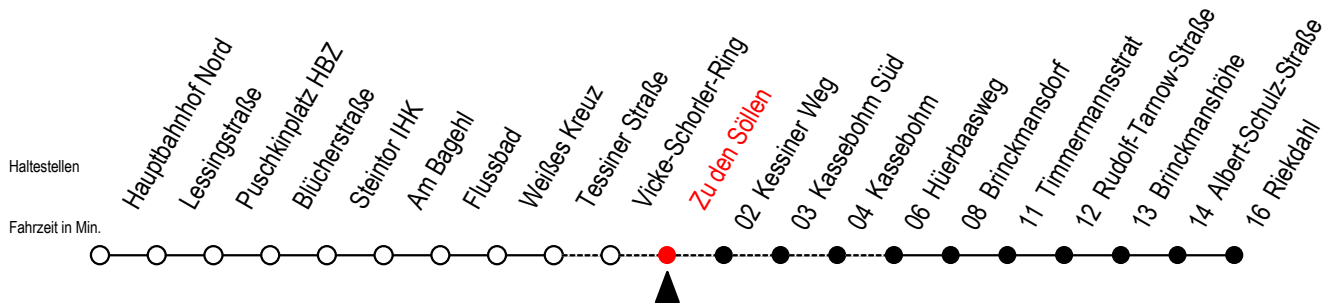 Haltestellen
Fahrzeit in Min.
Hauptbahnhof Nord
Lessingstraße
Puschkinplatz HBZ
Blücherstraße
Steintor IHK
Am Bagehl
Flussbad
Weißes Kreuz
Tessiner Straße
Vicke-Schorler-Ring
Zu den Söllen
02 Kessiner Weg
03 Kassebohm Süd
04 Kassebohm
06 Hüerbaasweg
08 Brinckmansdorf
11 Timmermannsstrat
12 Rudolf-Tarnow-Straße
13 Brinckmanshöhe
14 Albert-Schulz-Straße
16 Riekdahl